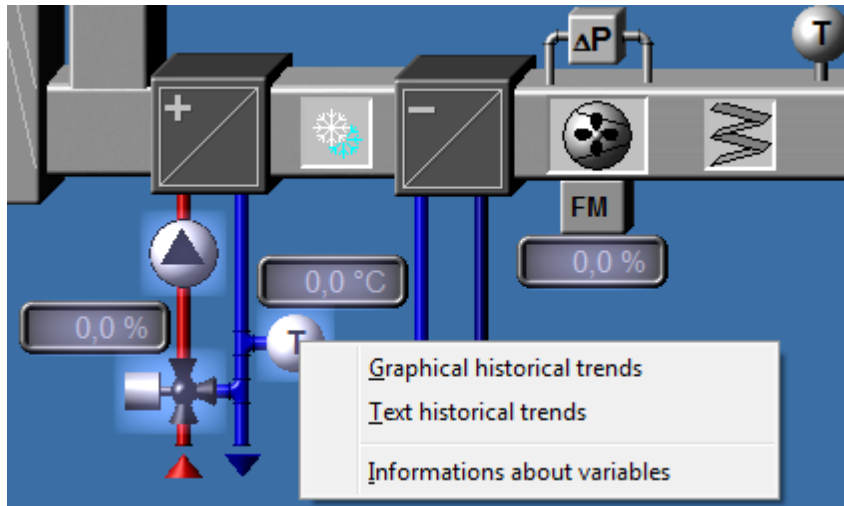 ΔP
T
+
−
FM
0,0 %
0,0 °C
0,0 %
T
Graphical historical trends
Text historical trends
Informations about variables